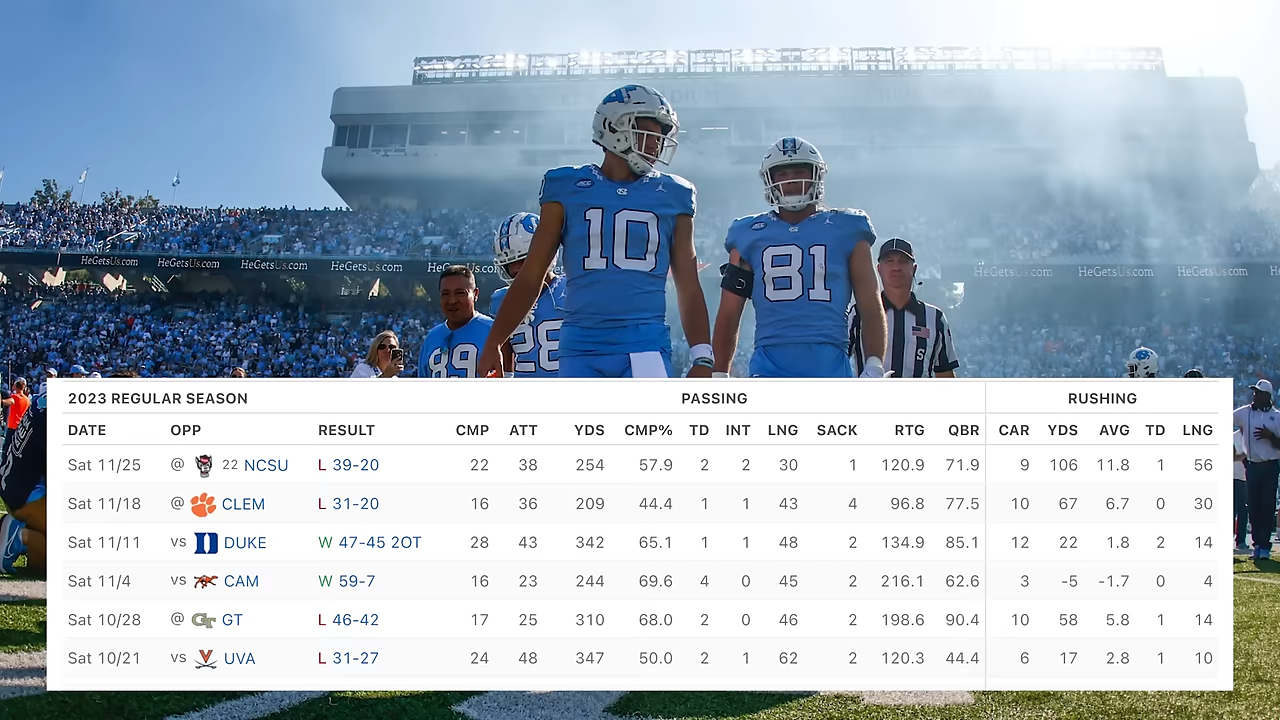 HeGetsUs.com HeGetsUs.com HeGetsUs.com HeGetsUs.com HeGetsUs.com HeGetsUs.com HeGetsUs.com
ACC
10
ACC
81
89
28
S
2023 REGULAR SEASON PASSING RUSHING
DATE OPP RESULT CMP ATT YDS CMP% TD INT LNG SACK RTG QBR CAR YDS AVG TD LNG
Sat 11/25 @ 22 NCSU L 39-20 22 38 254 57.9 2 2 30 1 120.9 71.9 9 106 11.8 1 56
Sat 11/18 @ CLEM L 31-20 16 36 209 44.4 1 1 43 4 96.8 77.5 10 67 6.7 0 30
Sat 11/11 vs DUKE W 47-45 2OT 28 43 342 65.1 1 1 48 2 134.9 85.1 12 22 1.8 2 14
Sat 11/4 vs CAM W 59-7 16 23 244 69.6 4 0 45 2 216.1 62.6 3 -5 -1.7 0 4
Sat 10/28 @ GT L 46-42 17 25 310 68.0 2 0 46 2 198.6 90.4 10 58 5.8 1 14
Sat 10/21 vs UVA L 31-27 24 48 347 50.0 2 1 62 2 120.3 44.4 6 17 2.8 1 10